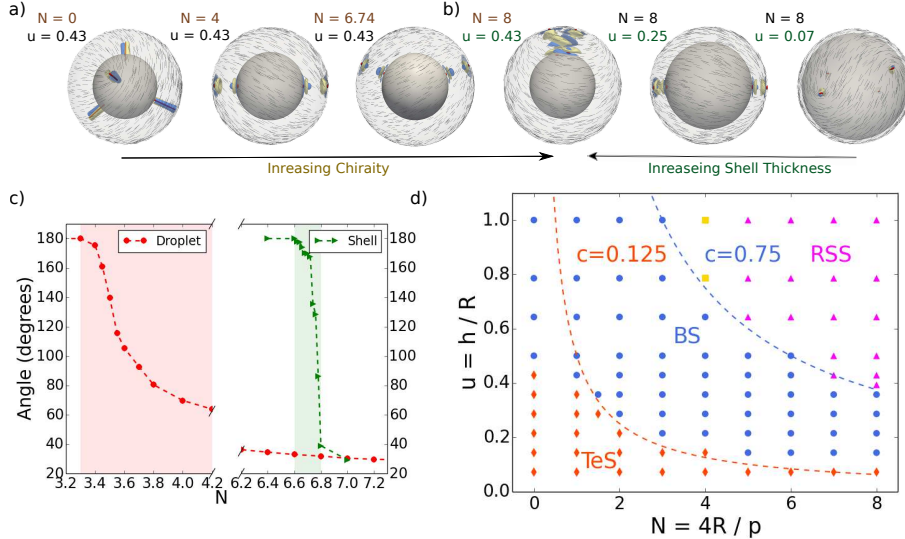 a)
N = 0
u = 0.43
N = 4
u = 0.43
N = 6.74
u = 0.43
b)
N = 8
u = 0.43
N = 8
u = 0.25
N = 8
u = 0.07
Inreasing Chiraity
Increaseing Shell Thickness
c)
Droplet
Shell
Angle (degrees)
180
160
140
120
100
80
60
40
20
180
160
140
120
100
80
60
40
20
3.2 3.4 3.6 3.8 4.0 4.2 6.2 6.4 6.6 6.8 7.0 7.2
N
d)
c=0.125
c=0.75
RSS
BS
TeS
u = h / R
1.0
0.8
0.6
0.4
0.2
0.0
0 2 4 6 8
N = 4R / p